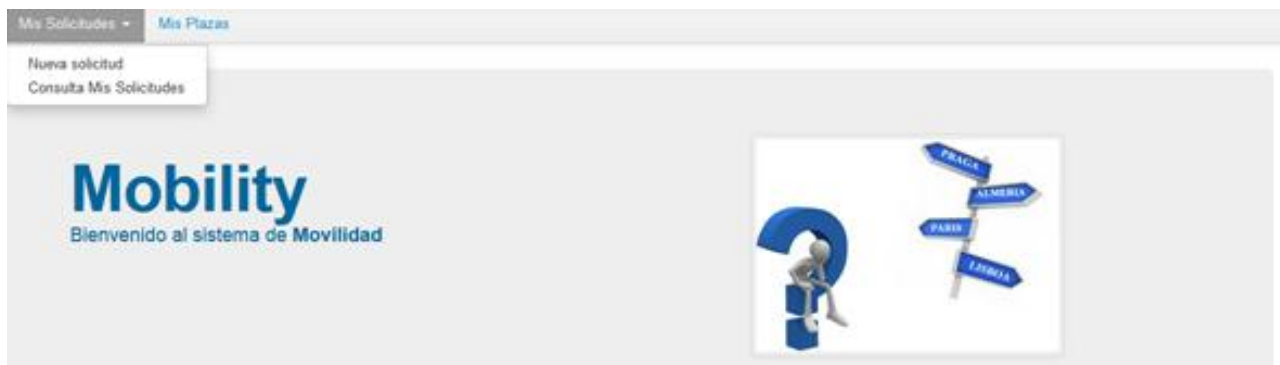 Mis Solicitudes Mis Plazas
Nueva solicitud
Consulta Mis Solicitudes
Mobility
Bienvenido al sistema de Movilidad
PRAGA
ALMERIA
PARIS
LISBOA
?